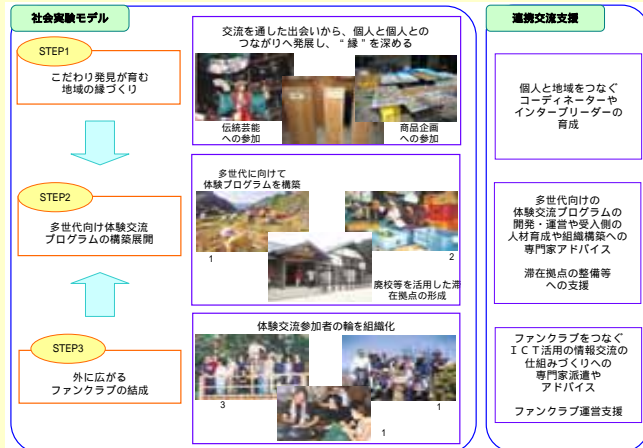 社会実験モデル
STEP1
こだわり発見が育む
地域の縁づくり
交流を通した出会いから、個人と個人との
つながりへ発展し、“縁”を深める
伝統芸能
への参加
商品企画
への参加
STEP2
多世代向け体験交流
プログラムの構築展開
多世代に向けて
体験プログラムを構築
1
2
廃校等を活用した滞
在拠点の形成
STEP3
外に広がる
ファンクラブの結成
体験交流参加者の輪を組織化
3
1
1
連携交流支援
個人と地域をつなぐ
コーディネーターや
インタープリーダーの
育成
多世代向けの
体験交流プログラムの
開発・運営や受入側の
人材育成や組織構築への
専門家アドバイス
滞在拠点の整備等
への支援
ファンクラブをつなぐ
ＩＣＴ活用の情報交流の
仕組みづくりへの
専門家派遣や
アドバイス
ファンクラブ運営支援